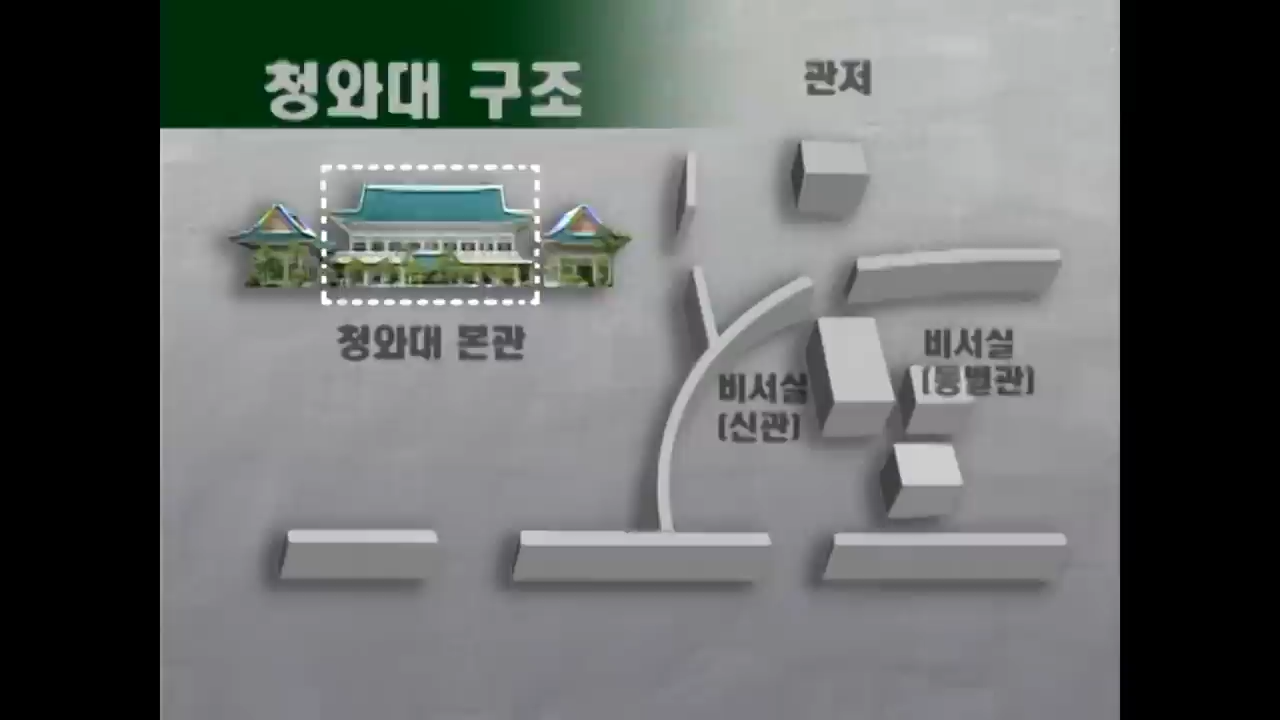 청와대 구조
관저
청와대 본관
비서실
(신관)
비서실
(동별관)